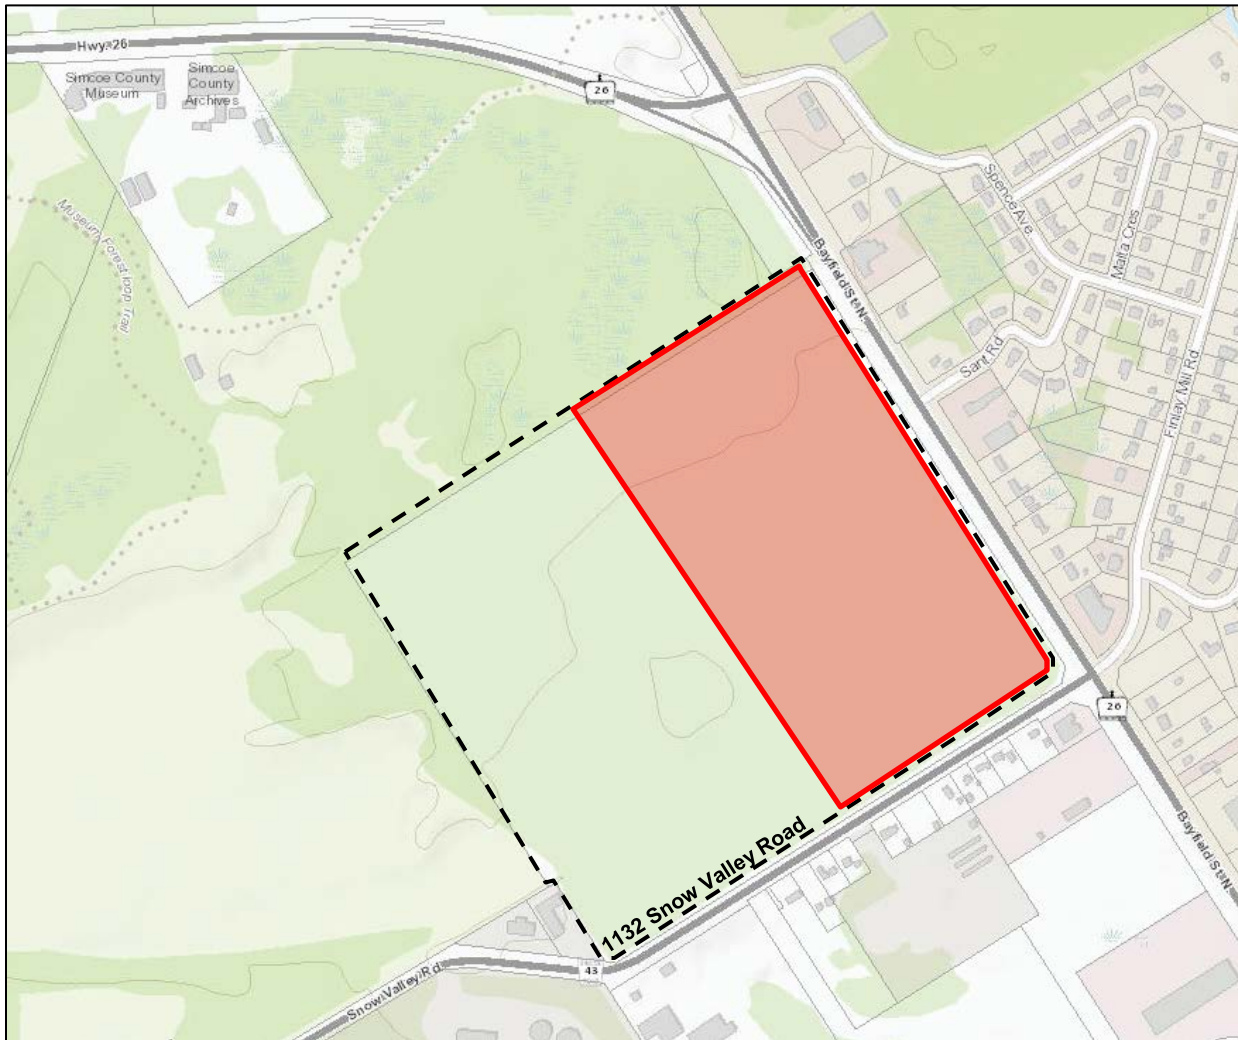 Hwy. 26
Simcoe County
Museum
Simcoe
County
Archives
26
Spence Ave
Malta Cres
Museum Forest loop Trail
Bayfield St N
Sant Rd
Finlay Mill Rd
26
1132 Snow Valley Road
Bayfield St N
43
Snow Valley Rd